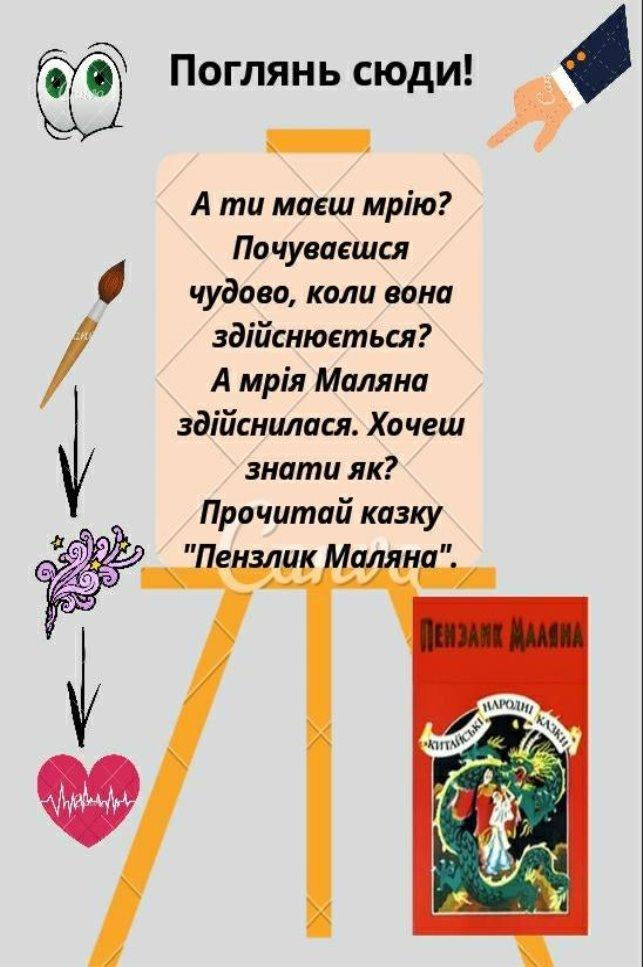 Поглянь сюди!
А ти маєш мрію?
Почуваєшся
чудово, коли вона
здійснюється?
А мрія Маляна
здійснилася. Хочеш
знати як?
Прочитай казку
"Пензлик Маляна".
Canva
ПЕНЗЛИК МАЛЯНА
КИТАЙСЬКІ НАРОДНІ КАЗКИ